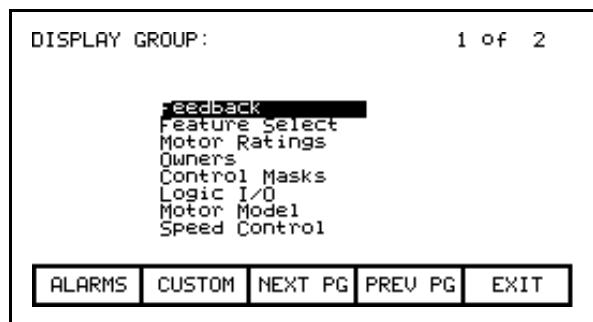 DISPLAY GROUP: 1 of 2
Feedback
Feature Select
Motor Ratings
Owners
Control Masks
Logic I/O
Motor Model
Speed Control
ALARMS CUSTOM NEXT PG PREV PG EXIT